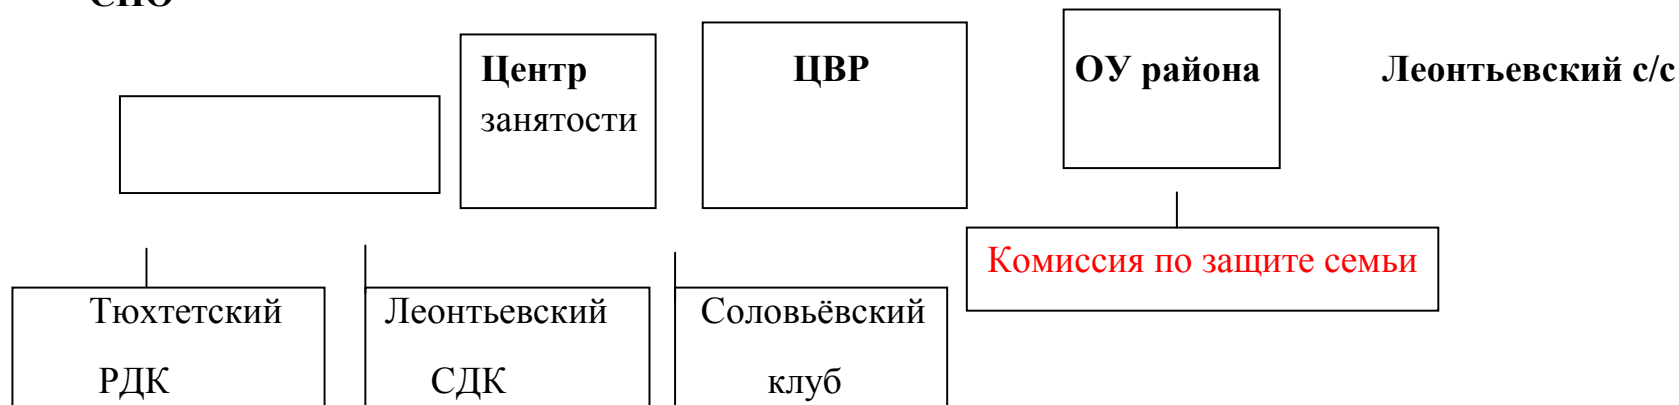 Центр ЦВР ОУ района Леонтьевский с/с
занятости
Комиссия по защите семьи
Тюхтетский Леонтьевский Соловьёвский
РДК СДК клуб